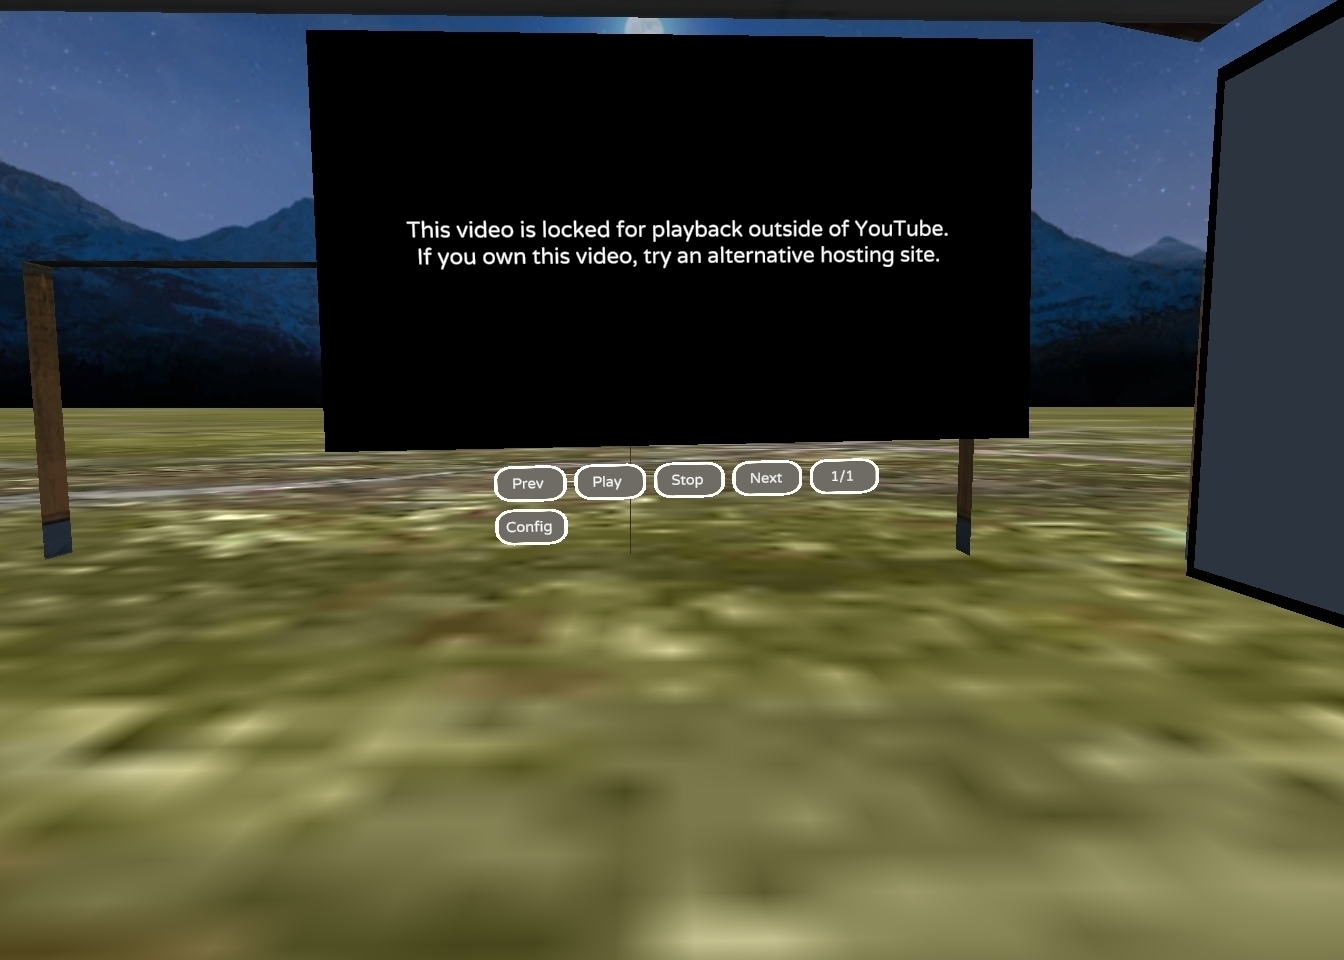 This video is locked for playback outside of YouTube.
If you own this video, try an alternative hosting site.
Prev Play Stop Next 1/1
Config